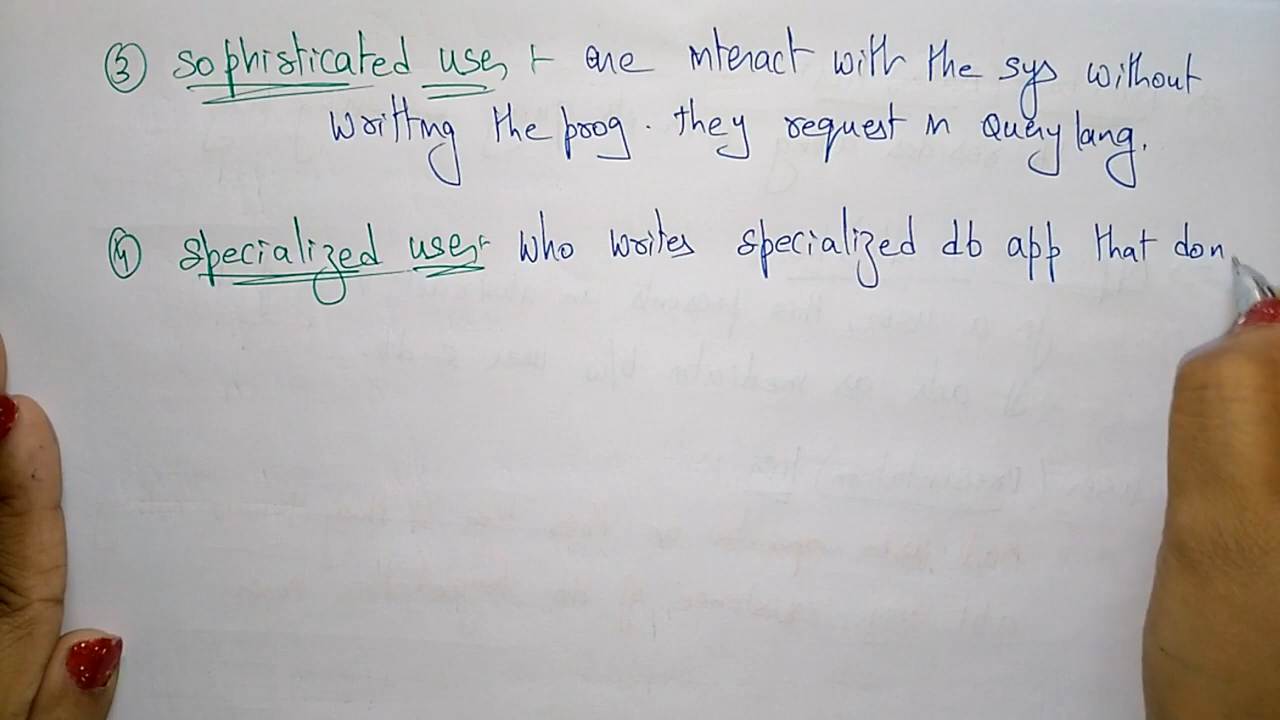 ③ sophisticated user :- are interact with the sys without
writting the prog. they request in Query lang.
④ specialized user :- who writes specialized db app that don